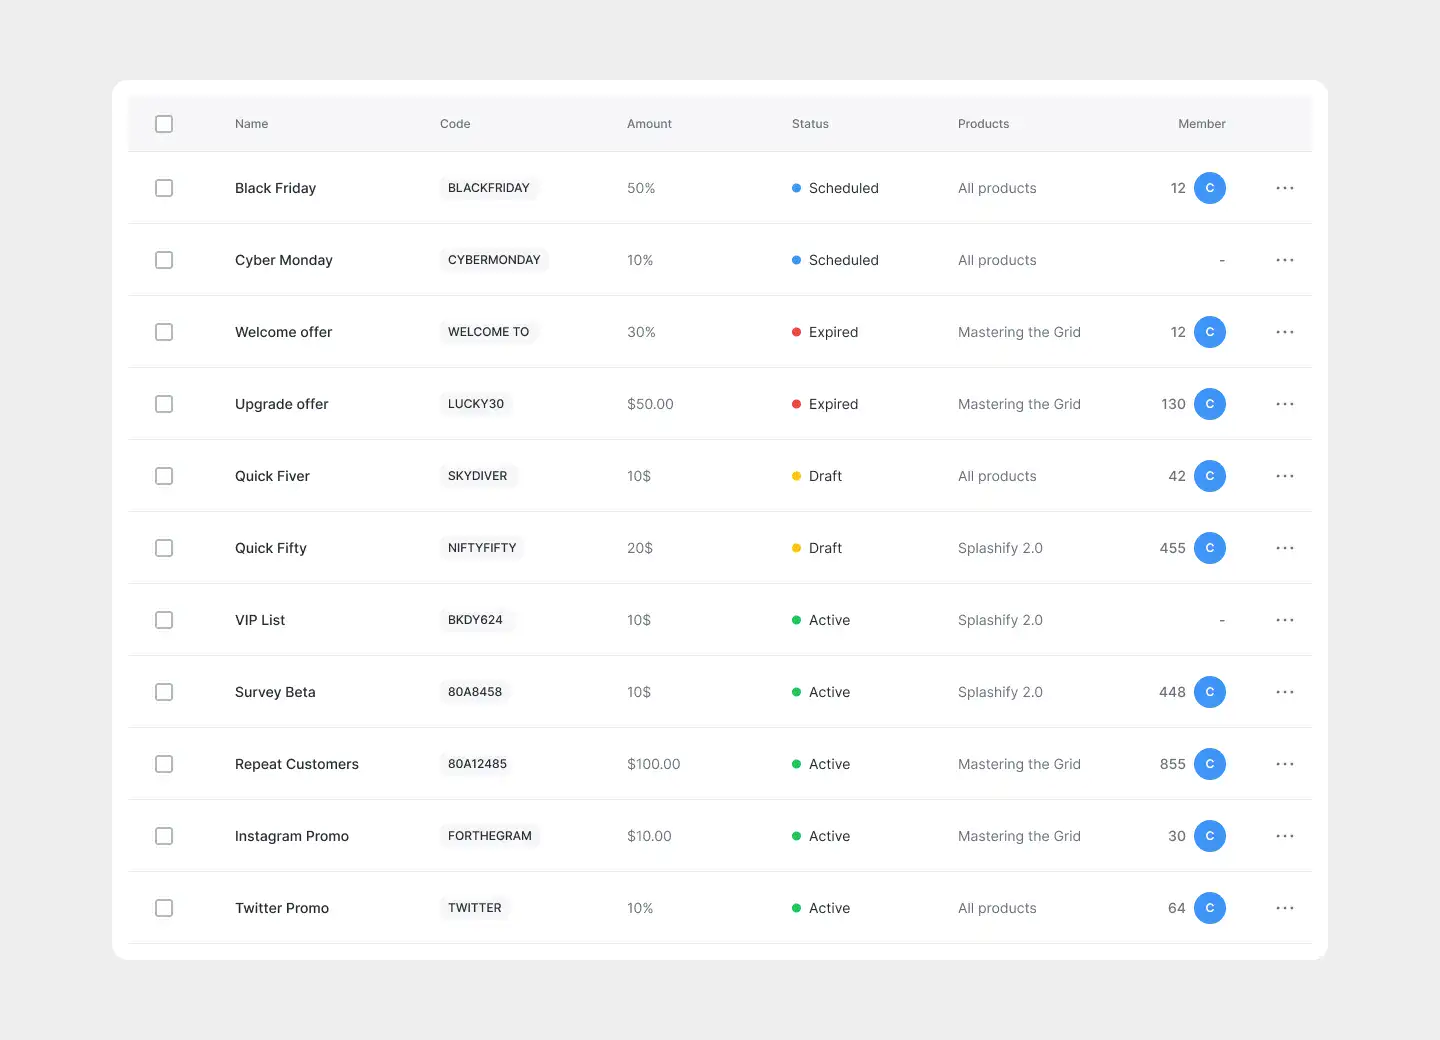 Name Code Amount Status Products Member
Black Friday BLACKFRIDAY 50% Scheduled All products 12 C ...
Cyber Monday CYBERMONDAY 10% Scheduled All products - ...
Welcome offer WELCOME TO 30% Expired Mastering the Grid 12 C ...
Upgrade offer LUCKY30 $50.00 Expired Mastering the Grid 130 C ...
Quick Fiver SKYDIVER 10$ Draft All products 42 C ...
Quick Fifty NIFTYFIFTY 20$ Draft Splashify 2.0 455 C ...
VIP List BKDY624 10$ Active Splashify 2.0 - ...
Survey Beta 80A8458 10$ Active Splashify 2.0 448 C ...
Repeat Customers 80A12485 $100.00 Active Mastering the Grid 855 C ...
Instagram Promo FORTHEGRAM $10.00 Active Mastering the Grid 30 C ...
Twitter Promo TWITTER 10% Active All products 64 C ...